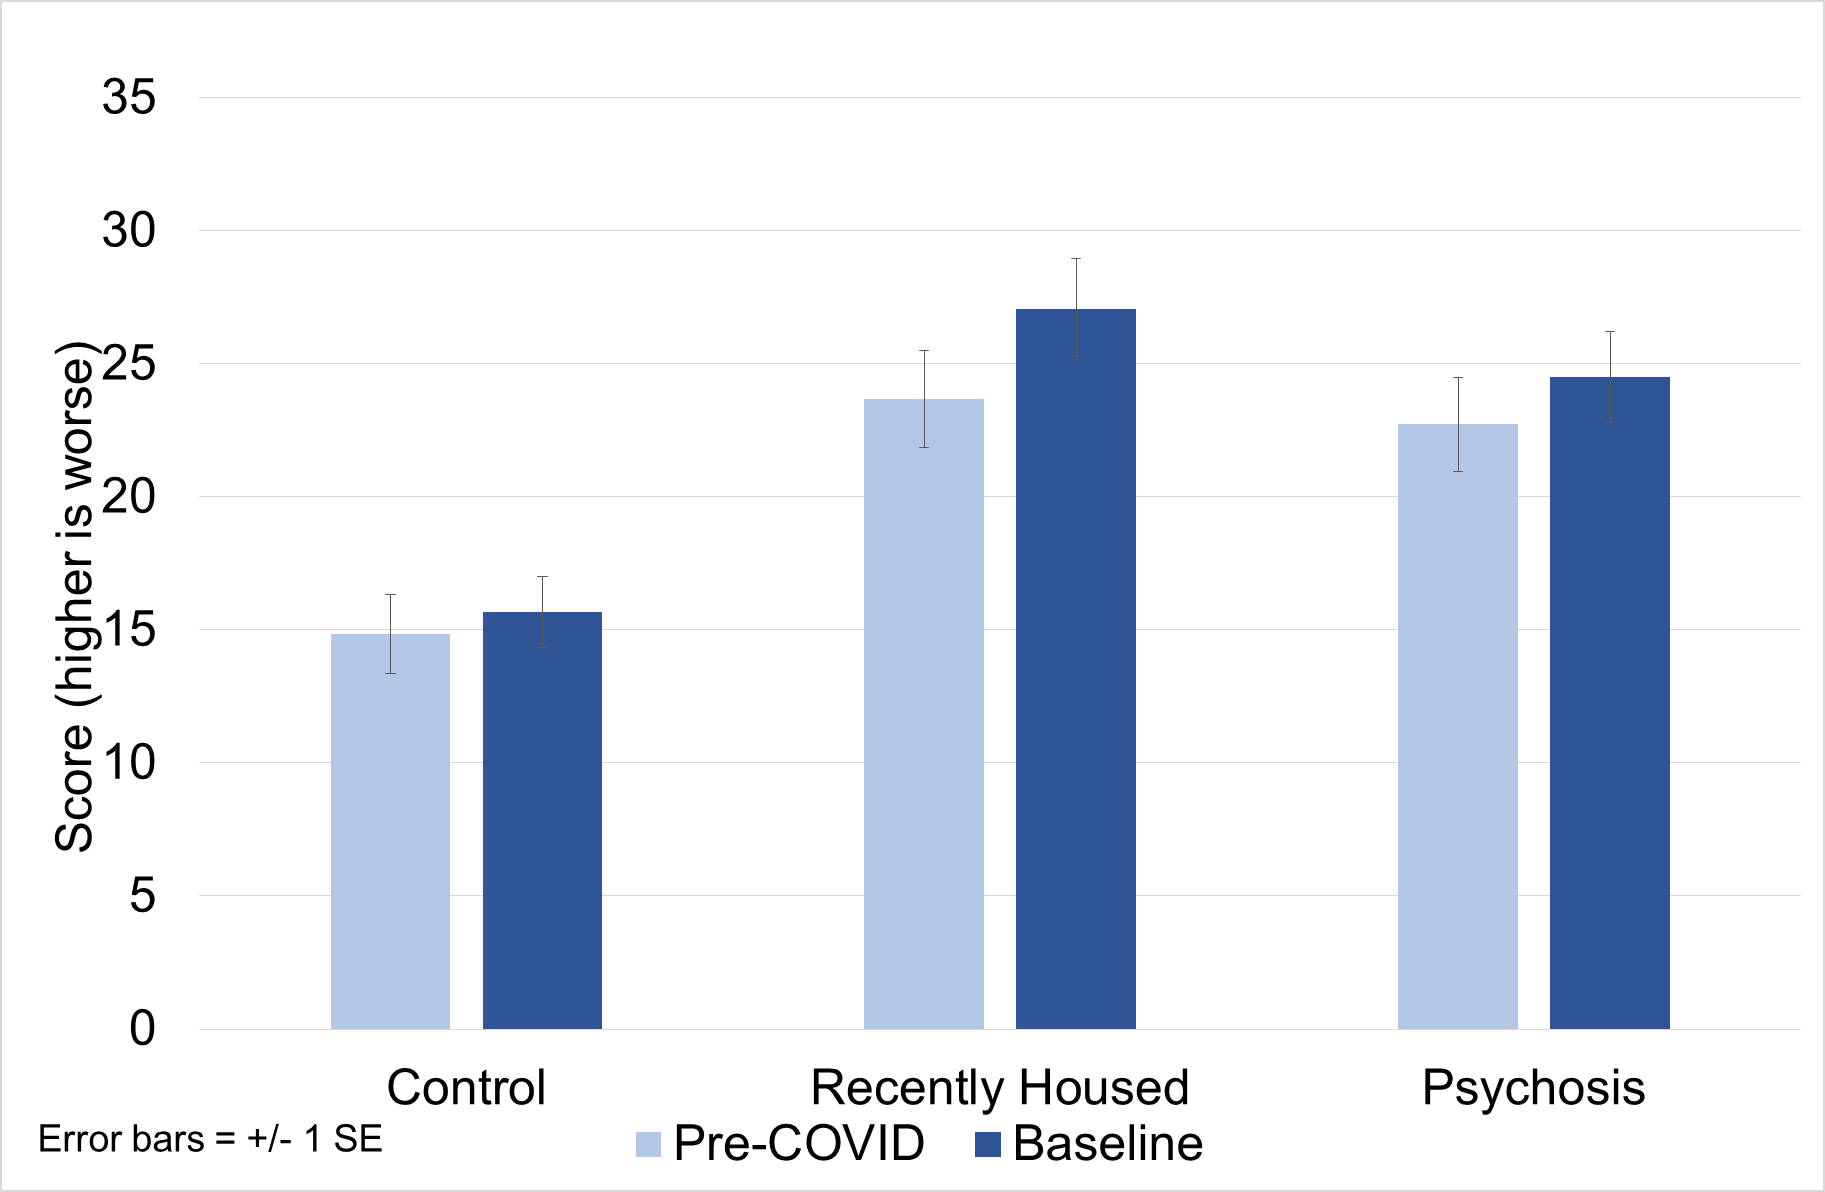 35
30
25
20
15
10
5
0
Score (higher is worse)
Control Recently Housed Psychosis
Error bars = +/- 1 SE
Pre-COVID Baseline